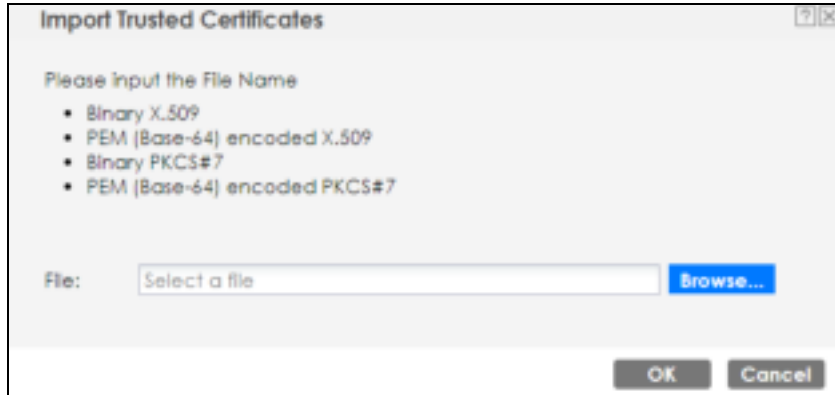 Import Trusted Certificates
?
Please input the File Name
• Binary X.509
• PEM (Base-64) encoded X.509
• Binary PKCS#7
• PEM (Base-64) encoded PKCS#7
File: Select a file Browse...
OK Cancel